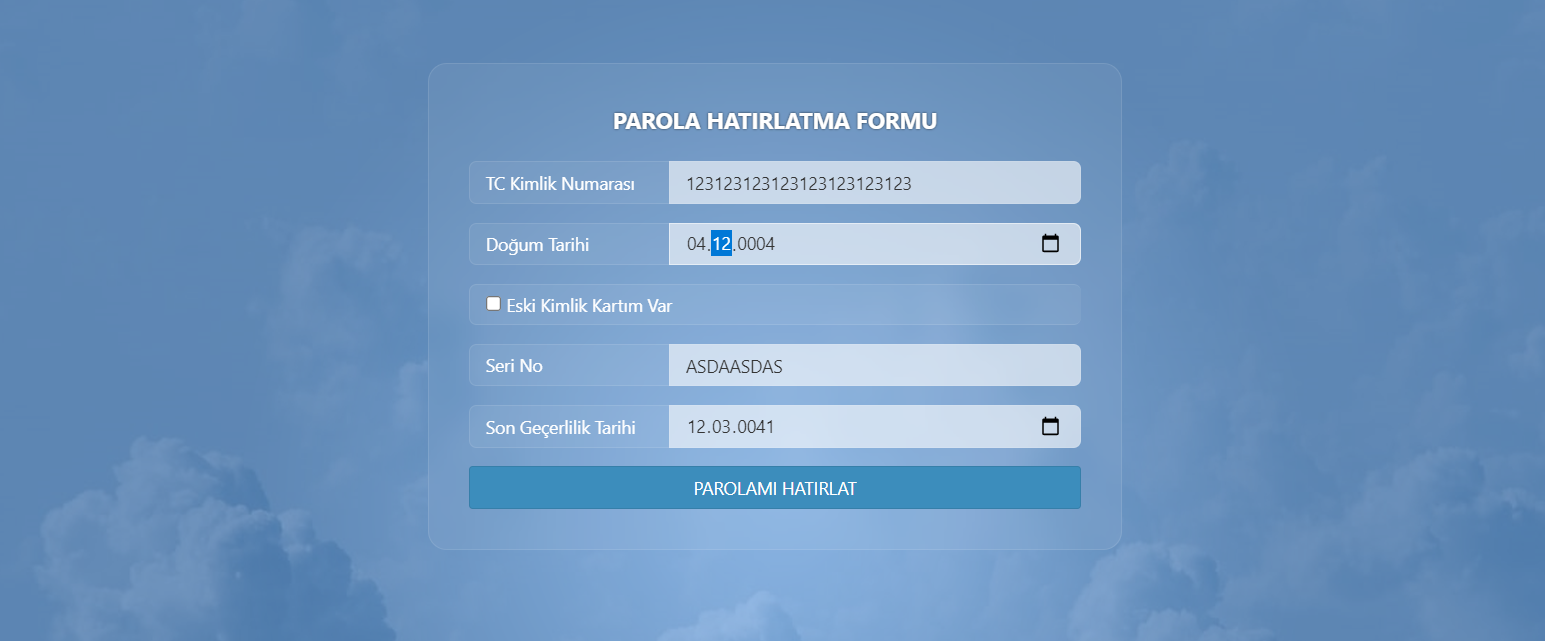 PAROLA HATIRLATMA FORMU
TC Kimlik Numarası 123123123123123123123123
Doğum Tarihi 04.12.0004
Eski Kimlik Kartım Var
Seri No ASDAASDAS
Son Geçerlilik Tarihi 12.03.0041
PAROLAMI HATIRLAT